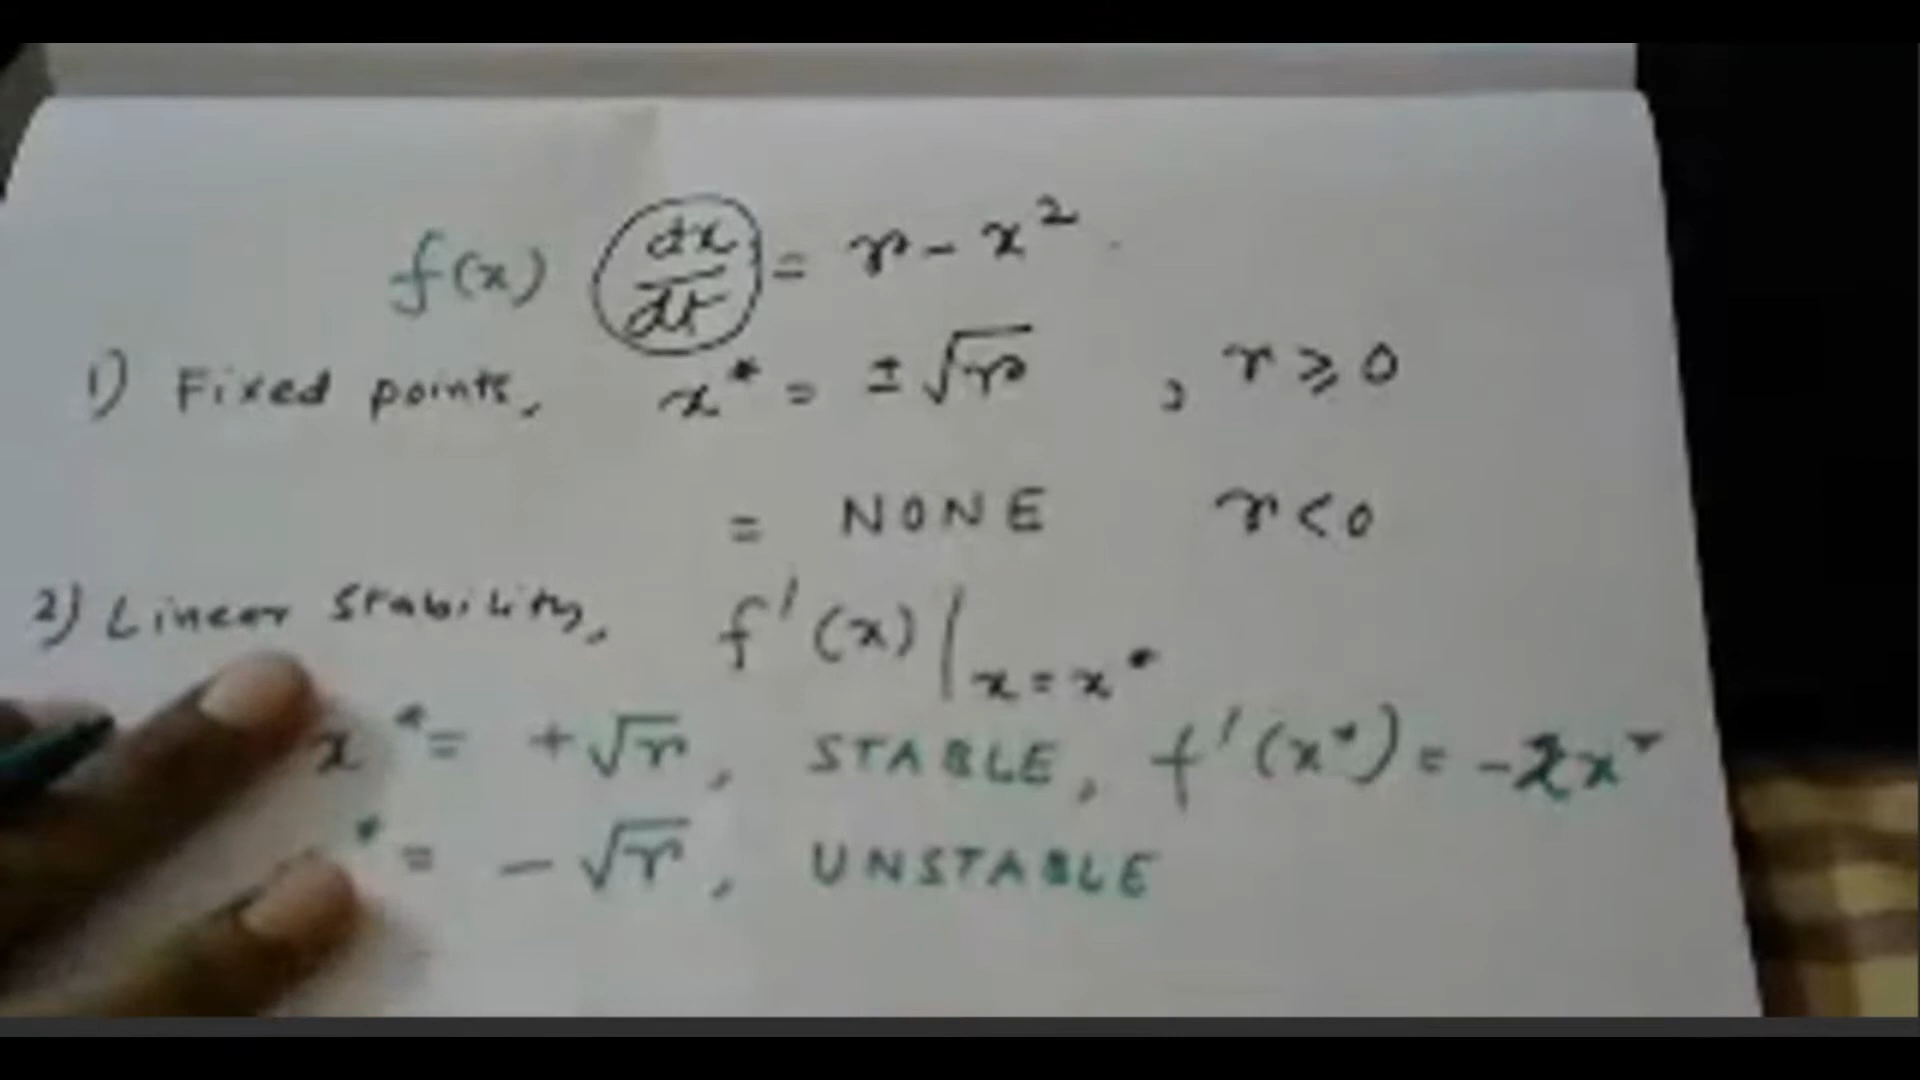 f(x) dx/dt = r - x²
1) Fixed points, x* = ±√r , r ≥ 0
= NONE r < 0
2) Linear Stability, f'(x)|x=x*
x* = +√r, STABLE, f'(x*) = -2x*
* = -√r, UNSTABLE